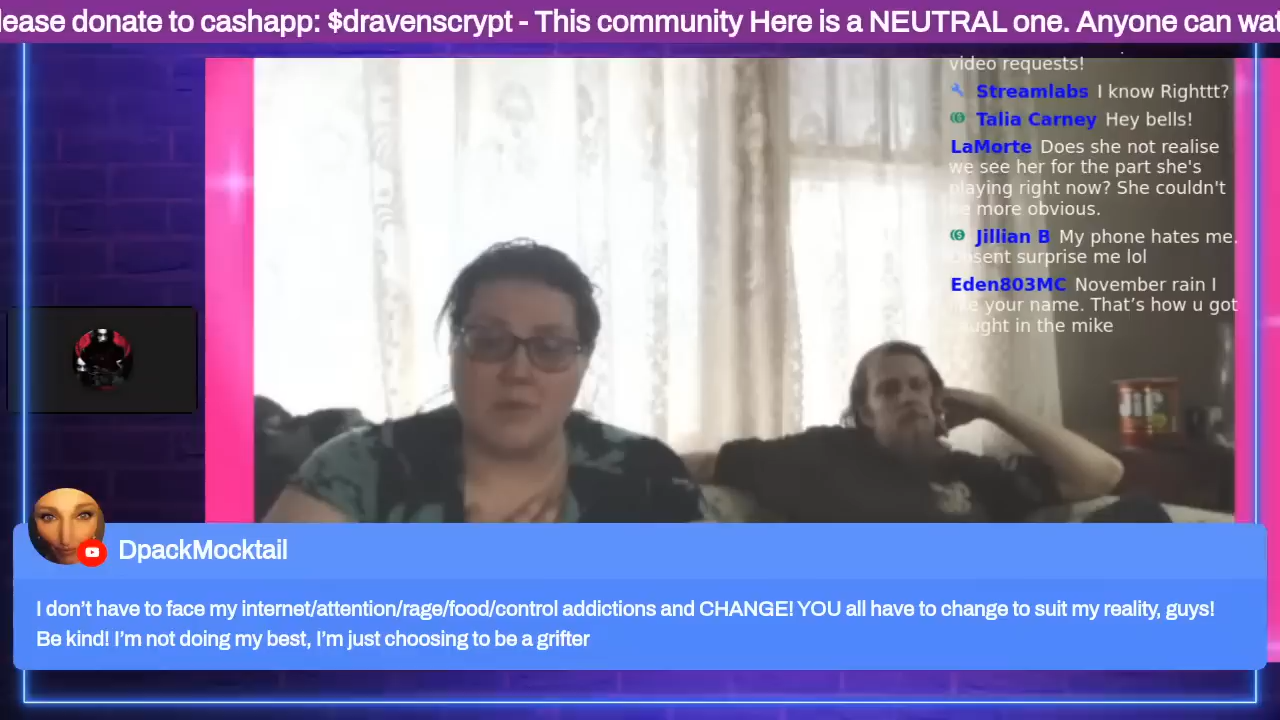 lease donate to cashapp: $dravenscrypt - This community Here is a NEUTRAL one. Anyone can wat
video requests!
Streamlabs I know Righttt?
Talia Carney Hey bells!
LaMorte Does she not realise
we see her for the part she's
playing right now? She couldn't
more obvious.
Jillian B My phone hates me.
sent surprise me lol
Eden803MC November rain I
your name. That's how u got
in the mike
Jif
DpackMocktail
I don't have to face my internet/attention/rage/food/control addictions and CHANGE! YOU all have to change to suit my reality, guys!
Be kind! I'm not doing my best, I'm just choosing to be a grifter